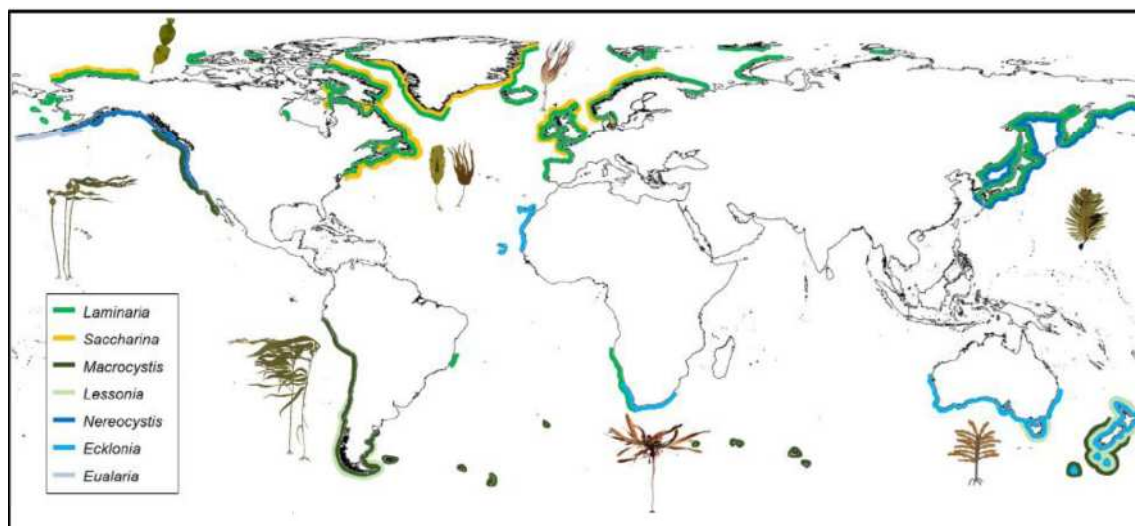 Laminaria
Saccharina
Macrocystis
Lessonia
Nereocystis
Ecklonia
Eualaria